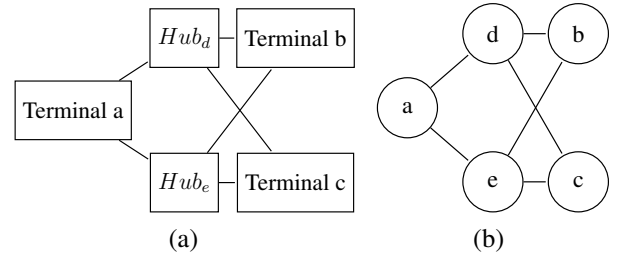 Hub_d Terminal b d b
Terminal a a
Hub_e Terminal c e c
(a) (b)